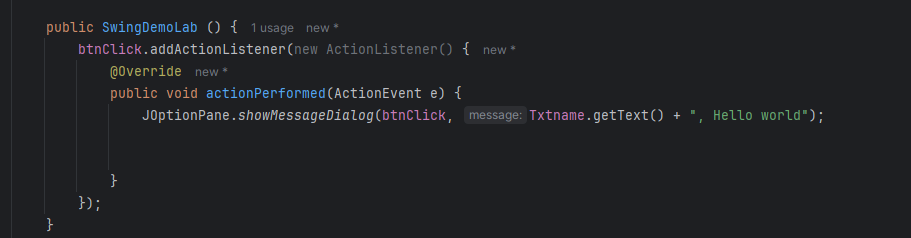 public SwingDemoLab () { 1 usage new *
btnClick.addActionListener(new ActionListener() { new *
@Override new *
public void actionPerformed(ActionEvent e) {
JOptionPane.showMessageDialog(btnClick, message: Txtname.getText() + ", Hello world");
}
});
}